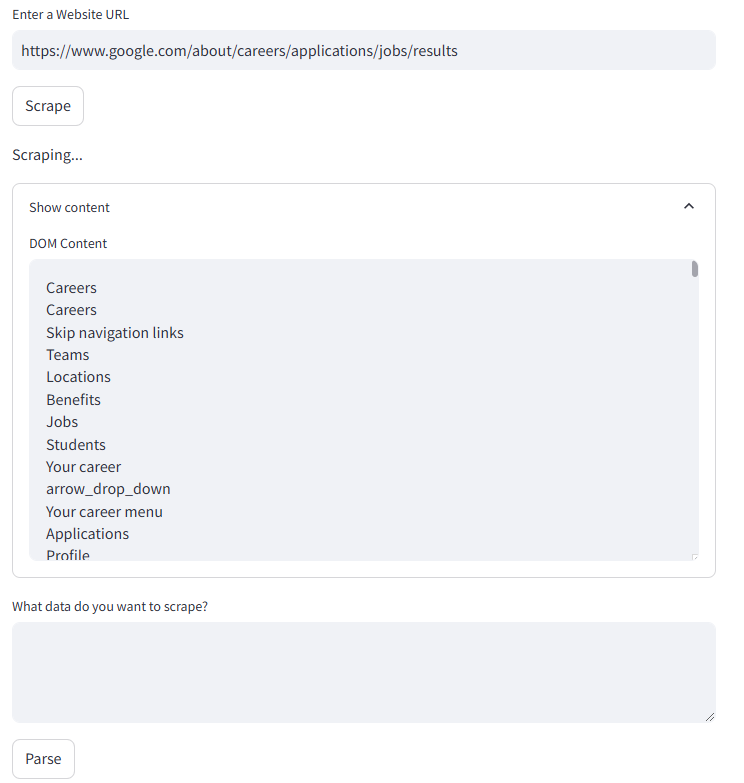 Enter a Website URL
https://www.google.com/about/careers/applications/jobs/results
Scrape
Scraping...
Show content
DOM Content
Careers
Careers
Skip navigation links
Teams
Locations
Benefits
Jobs
Students
Your career
arrow_drop_down
Your career menu
Applications
Profile
What data do you want to scrape?
Parse